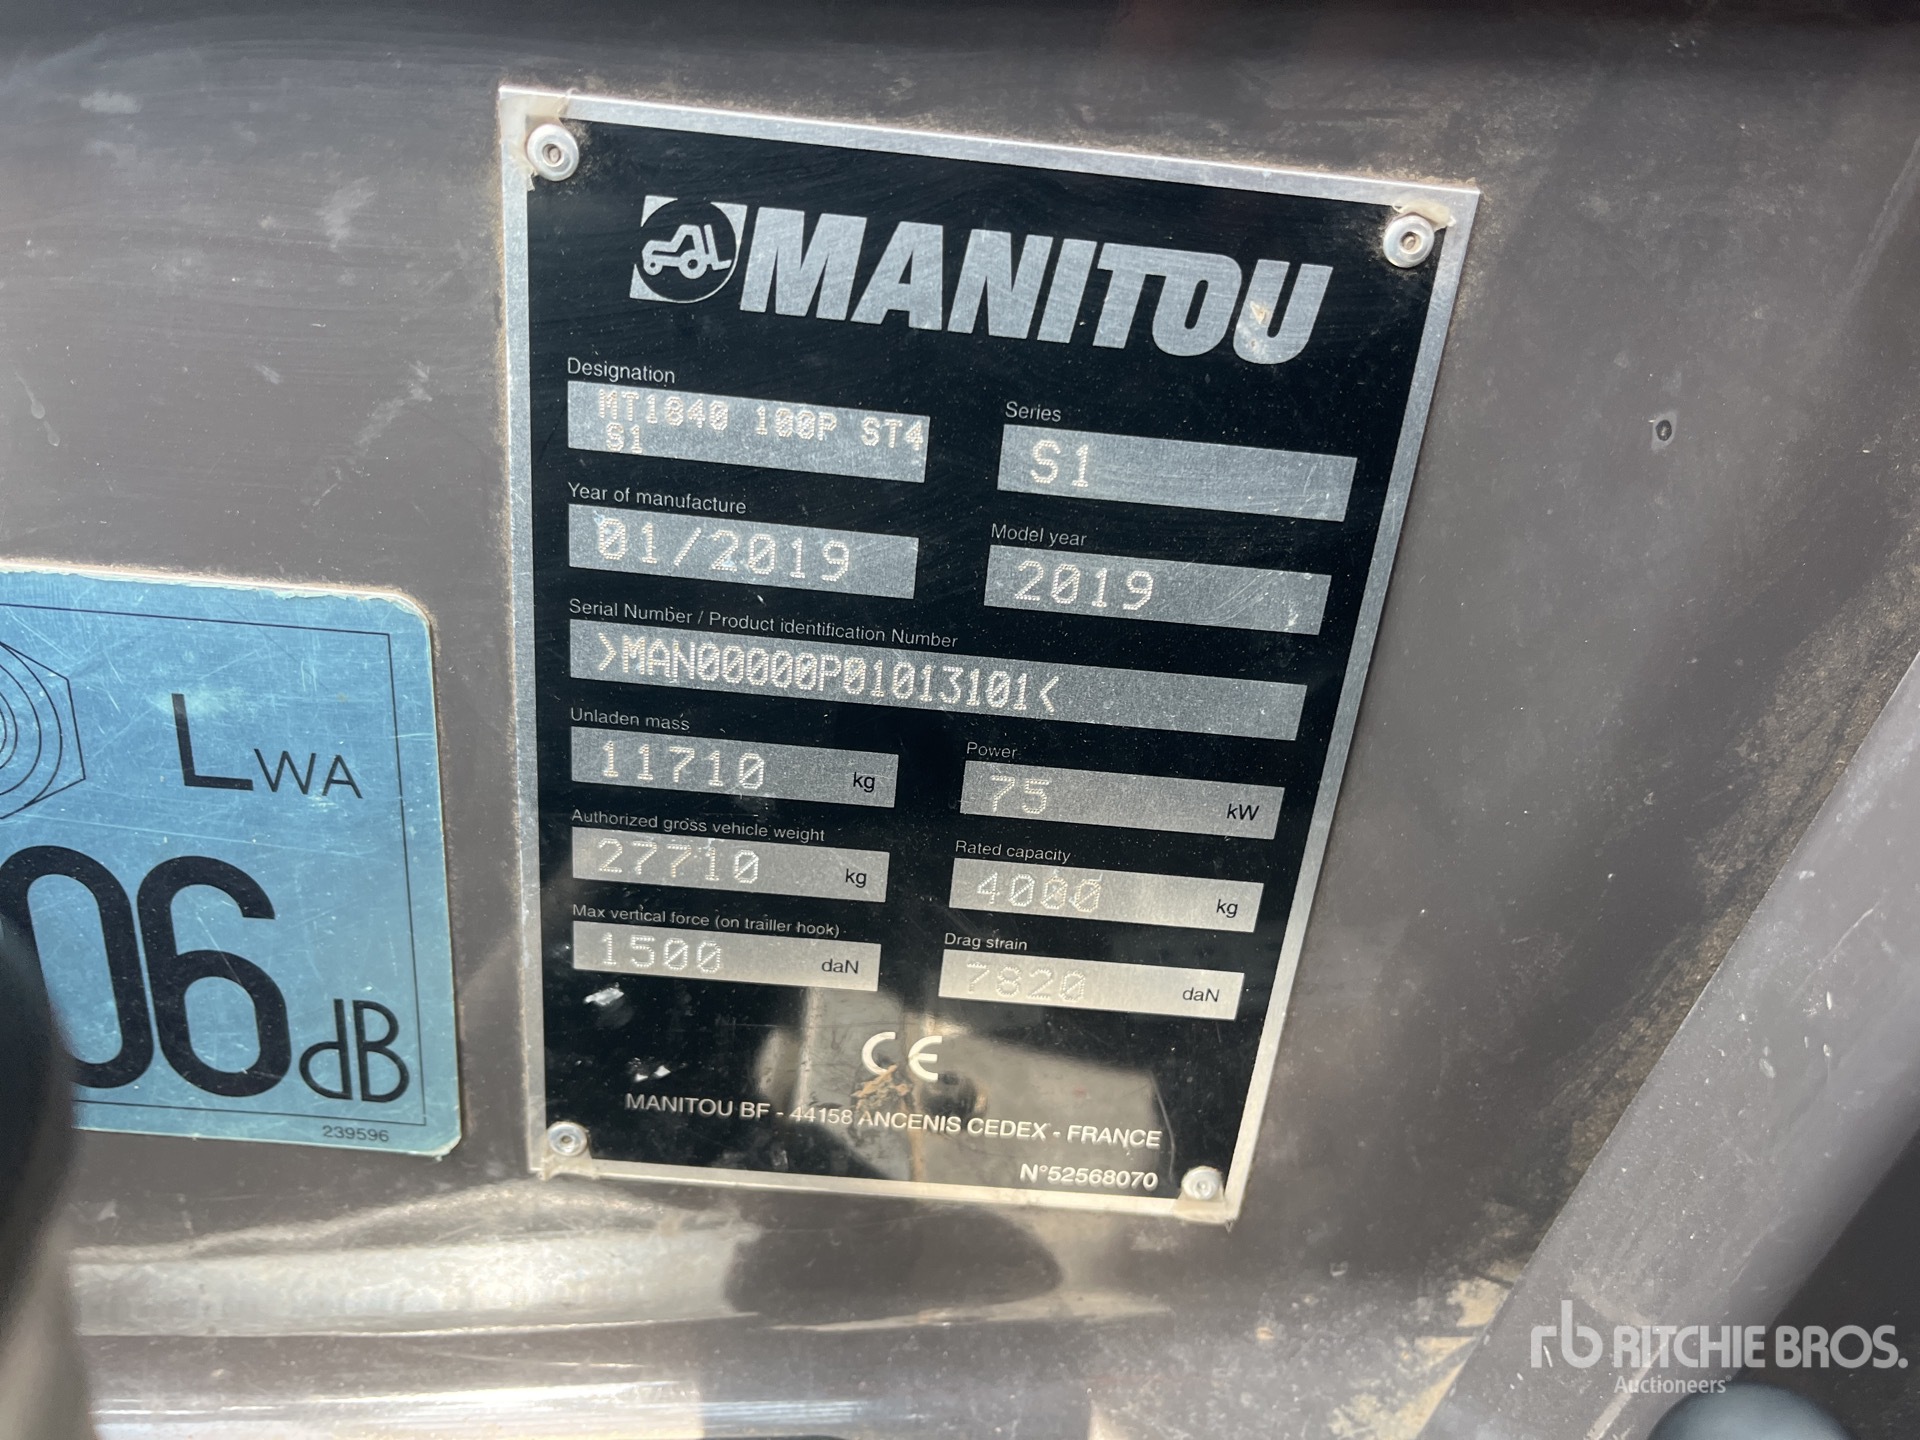 MANITOU
Designation
MT1840 100P ST4
S1
Series
S1
Year of manufacture
01/2019
Model year
2019
Serial Number / Product identification Number
>MAN00000P01013101<
Unladen mass
11710 kg
Power
75 kW
Authorized gross vehicle weight
27710 kg
Rated capacity
4000 kg
Max vertical force (on trailler hook)
1500 daN
Drag strain
7820 daN
CE
MANITOU BF - 44158 ANCENIS CEDEX - FRANCE
N°52568070
LWA
06 dB
239596
rb RITCHIE BROS.
Auctioneers